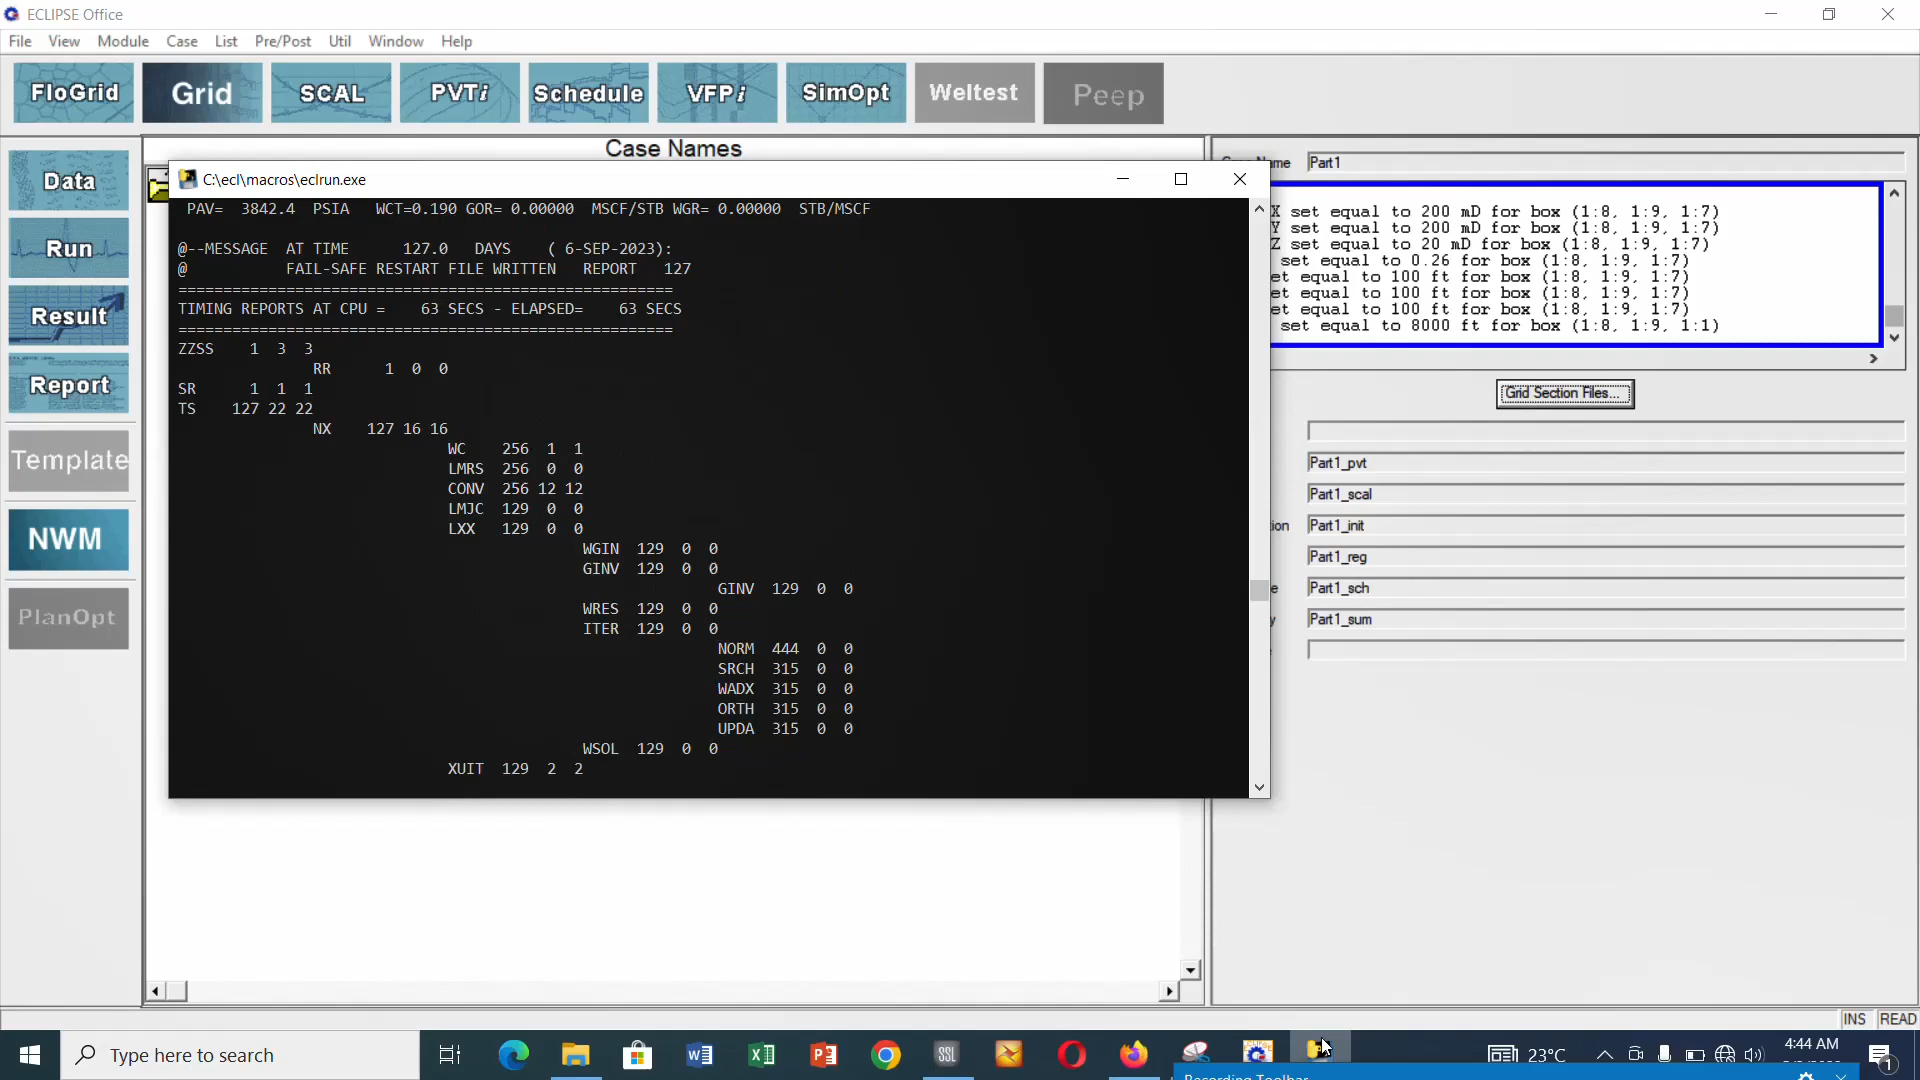 ECLIPSE Office
File View Module Case List Pre/Post Util Window Help
FloGrid Grid SCAL PVTi Schedule VFPi SimOpt Weltest Peep
Data
Run
Result
Report
Template
NWM
PlanOpt
Case Names
C:\ecl\macros\eclrun.exe
PAV= 3842.4 PSIA WCT=0.190 GOR= 0.00000 MSCF/STB WGR= 0.00000 STB/MSCF
@--MESSAGE AT TIME 127.0 DAYS ( 6-SEP-2023):
@ FAIL-SAFE RESTART FILE WRITTEN REPORT 127
=======================================================
TIMING REPORTS AT CPU = 63 SECS - ELAPSED= 63 SECS
=======================================================
ZZSS 1 3 3
RR 1 0 0
SR 1 1 1
TS 127 22 22
NX 127 16 16
WC 256 1 1
LMRS 256 0 0
CONV 256 12 12
LMJC 129 0 0
LXX 129 0 0
WGIN 129 0 0
GINV 129 0 0
GINV 129 0 0
WRES 129 0 0
ITER 129 0 0
NORM 444 0 0
SRCH 315 0 0
WADX 315 0 0
ORTH 315 0 0
UPDA 315 0 0
WSOL 129 0 0
XUIT 129 2 2
me Part1
X set equal to 200 mD for box (1:8, 1:9, 1:7)
Y set equal to 200 mD for box (1:8, 1:9, 1:7)
Z set equal to 20 mD for box (1:8, 1:9, 1:7)
set equal to 0.26 for box (1:8, 1:9, 1:7)
et equal to 100 ft for box (1:8, 1:9, 1:7)
et equal to 100 ft for box (1:8, 1:9, 1:7)
et equal to 100 ft for box (1:8, 1:9, 1:7)
set equal to 8000 ft for box (1:8, 1:9, 1:1)
Grid Section Files...
Part1_pvt
Part1_scal
ion Part1_init
Part1_reg
e Part1_sch
y Part1_sum
INS READ
Type here to search
SSL
23°C
4:44 AM
1
Recording Toolbar